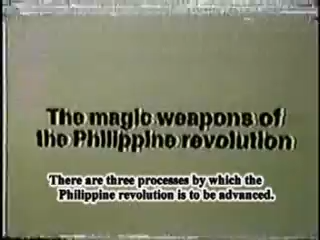 The magic weapons of
the Philippine revolution
There are three processes by which the
Philippine revolution is to be advanced.